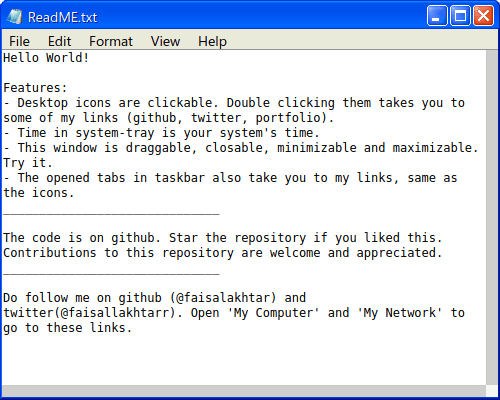 ReadME.txt
File Edit Format View Help
Hello World!
Features:
- Desktop icons are clickable. Double clicking them takes you to
some of my links (github, twitter, portfolio).
- Time in system-tray is your system's time.
- This window is draggable, closable, minimizable and maximizable.
Try it.
- The opened tabs in taskbar also take you to my links, same as
the icons.
______________________________
The code is on github. Star the repository if you liked this.
Contributions to this repository are welcome and appreciated.
______________________________
Do follow me on github (@faisalakhtar) and
twitter(@faisallakhtarr). Open 'My Computer' and 'My Network' to
go to these links.